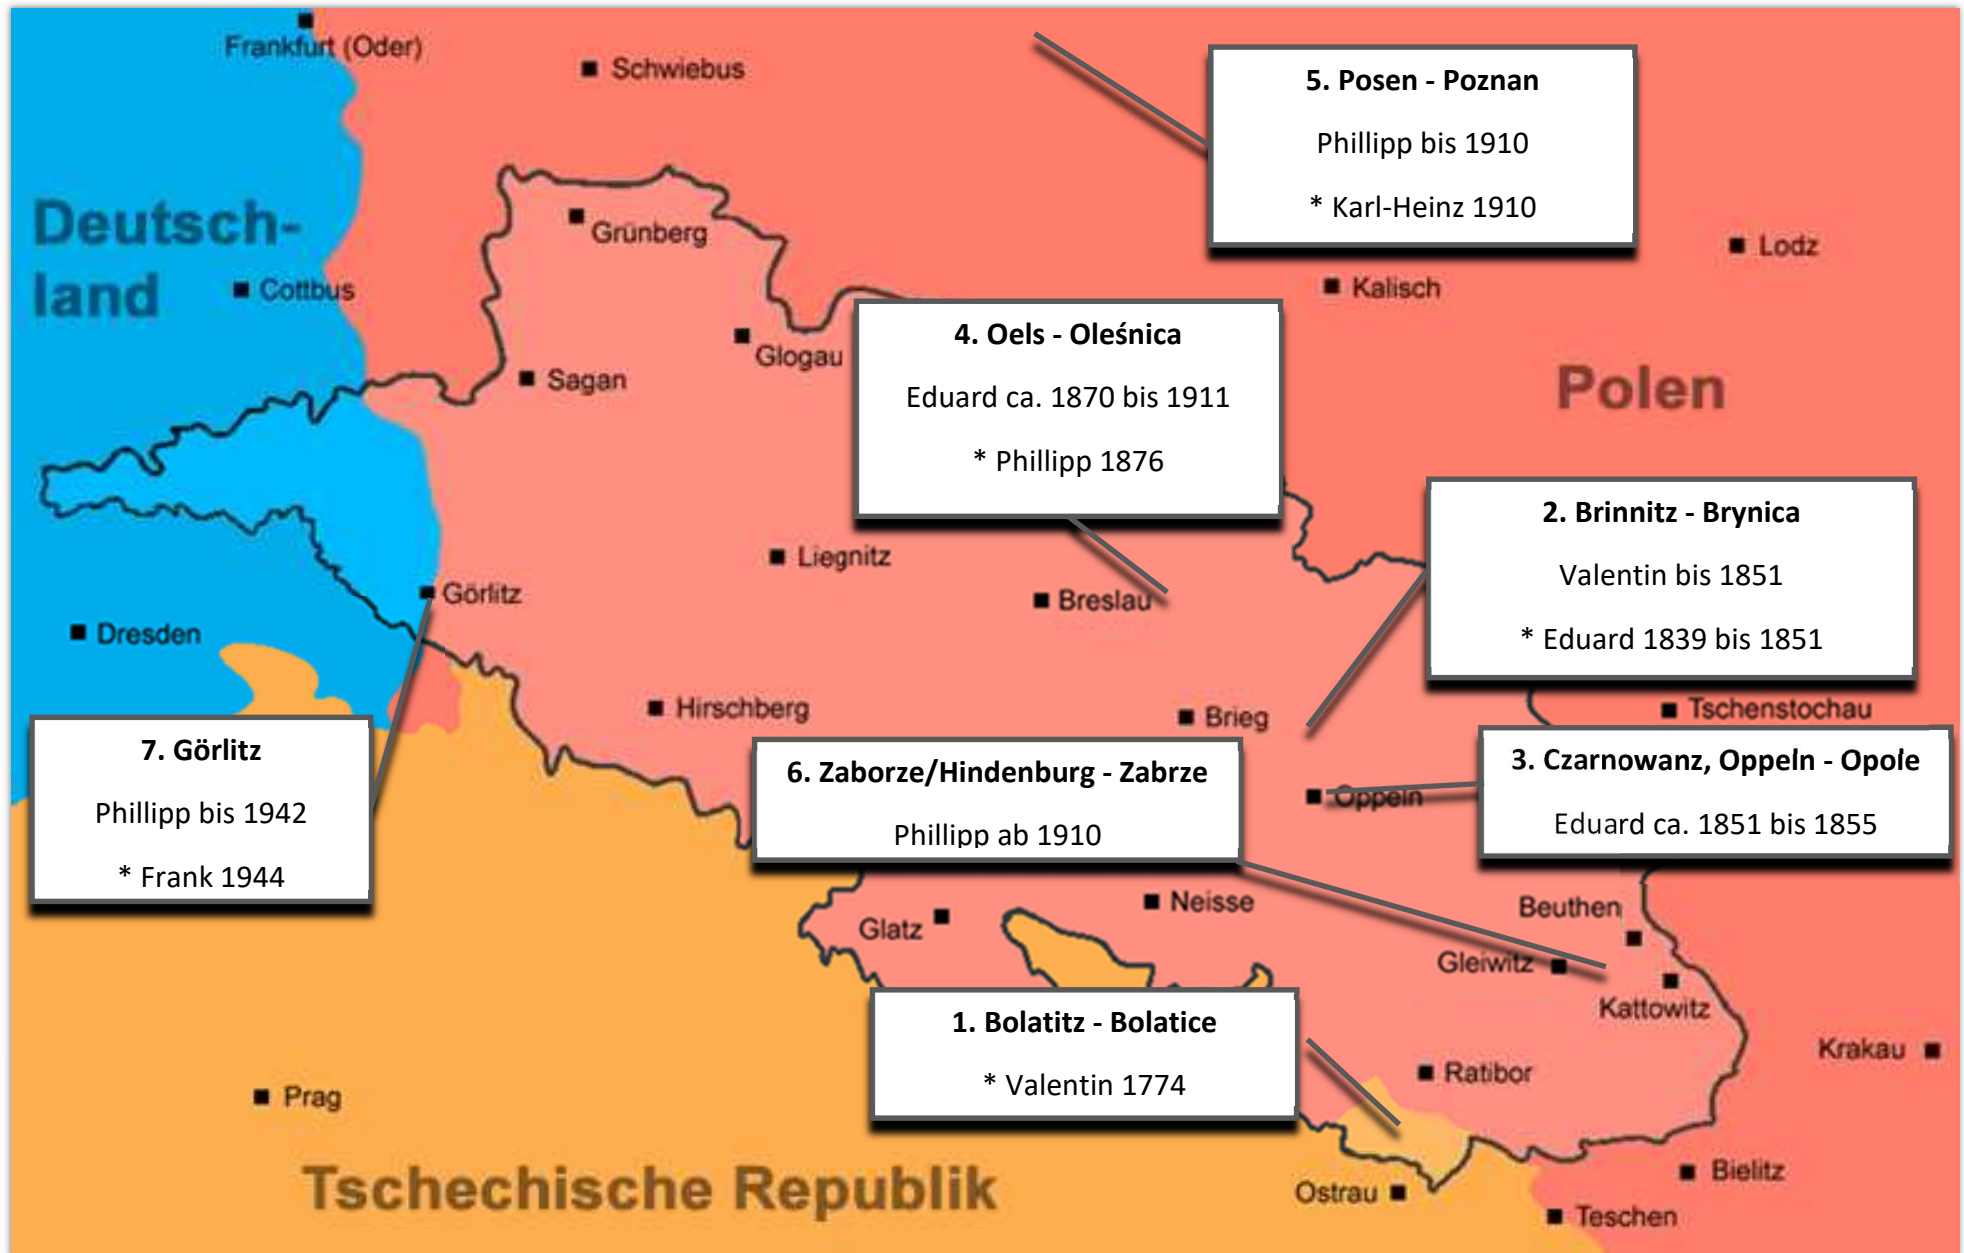 Frankfurt (Oder)
Schwiebus
5. Posen - Poznan
Phillipp bis 1910
* Karl-Heinz 1910
Deutsch-
land
Grünberg
Cottbus
Lodz
Kalisch
4. Oels - Oleśnica
Eduard ca. 1870 bis 1911
* Phillipp 1876
Glogau
Sagan
Polen
2. Brinnitz - Brynica
Valentin bis 1851
* Eduard 1839 bis 1851
Liegnitz
Breslau
Görlitz
Dresden
Hirschberg
Brieg
Tschenstochau
7. Görlitz
Phillipp bis 1942
* Frank 1944
6. Zaborze/Hindenburg - Zabrze
Phillipp ab 1910
3. Czarnowanz, Oppeln - Opole
Eduard ca. 1851 bis 1855
Oppeln
Neisse
Glatz
Beuthen
Gleiwitz
Kattowitz
1. Bolatitz - Bolatice
* Valentin 1774
Ratibor
Krakau
Prag
Tschechische Republik
Ostrau
Bielitz
Teschen